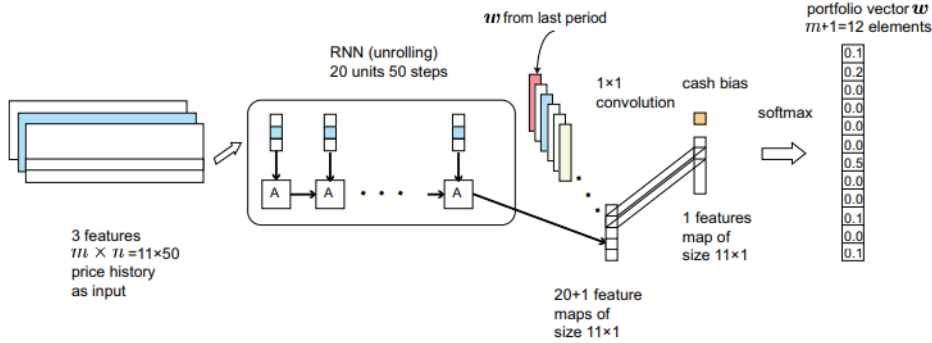 portfolio vector w
m+1=12 elements
w from last period
RNN (unrolling)
20 units 50 steps
1×1
convolution
cash bias
softmax
A
A
· · ·
A
3 features
m × n=11×50
price history
as input
1 features
map of
size 11×1
20+1 feature
maps of
size 11×1
0.1
0.2
0.0
0.0
0.0
0.0
0.5
0.0
0.0
0.1
0.0
0.1